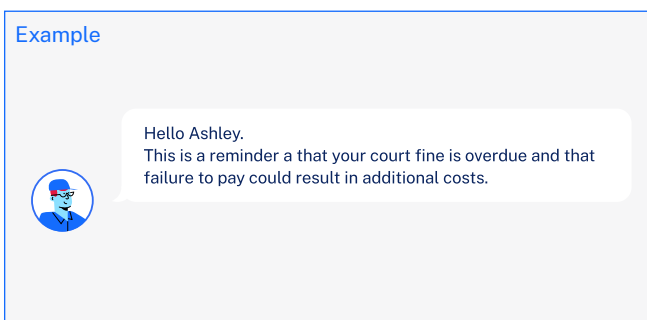 Example
Hello Ashley.
This is a reminder a that your court fine is overdue and that
failure to pay could result in additional costs.